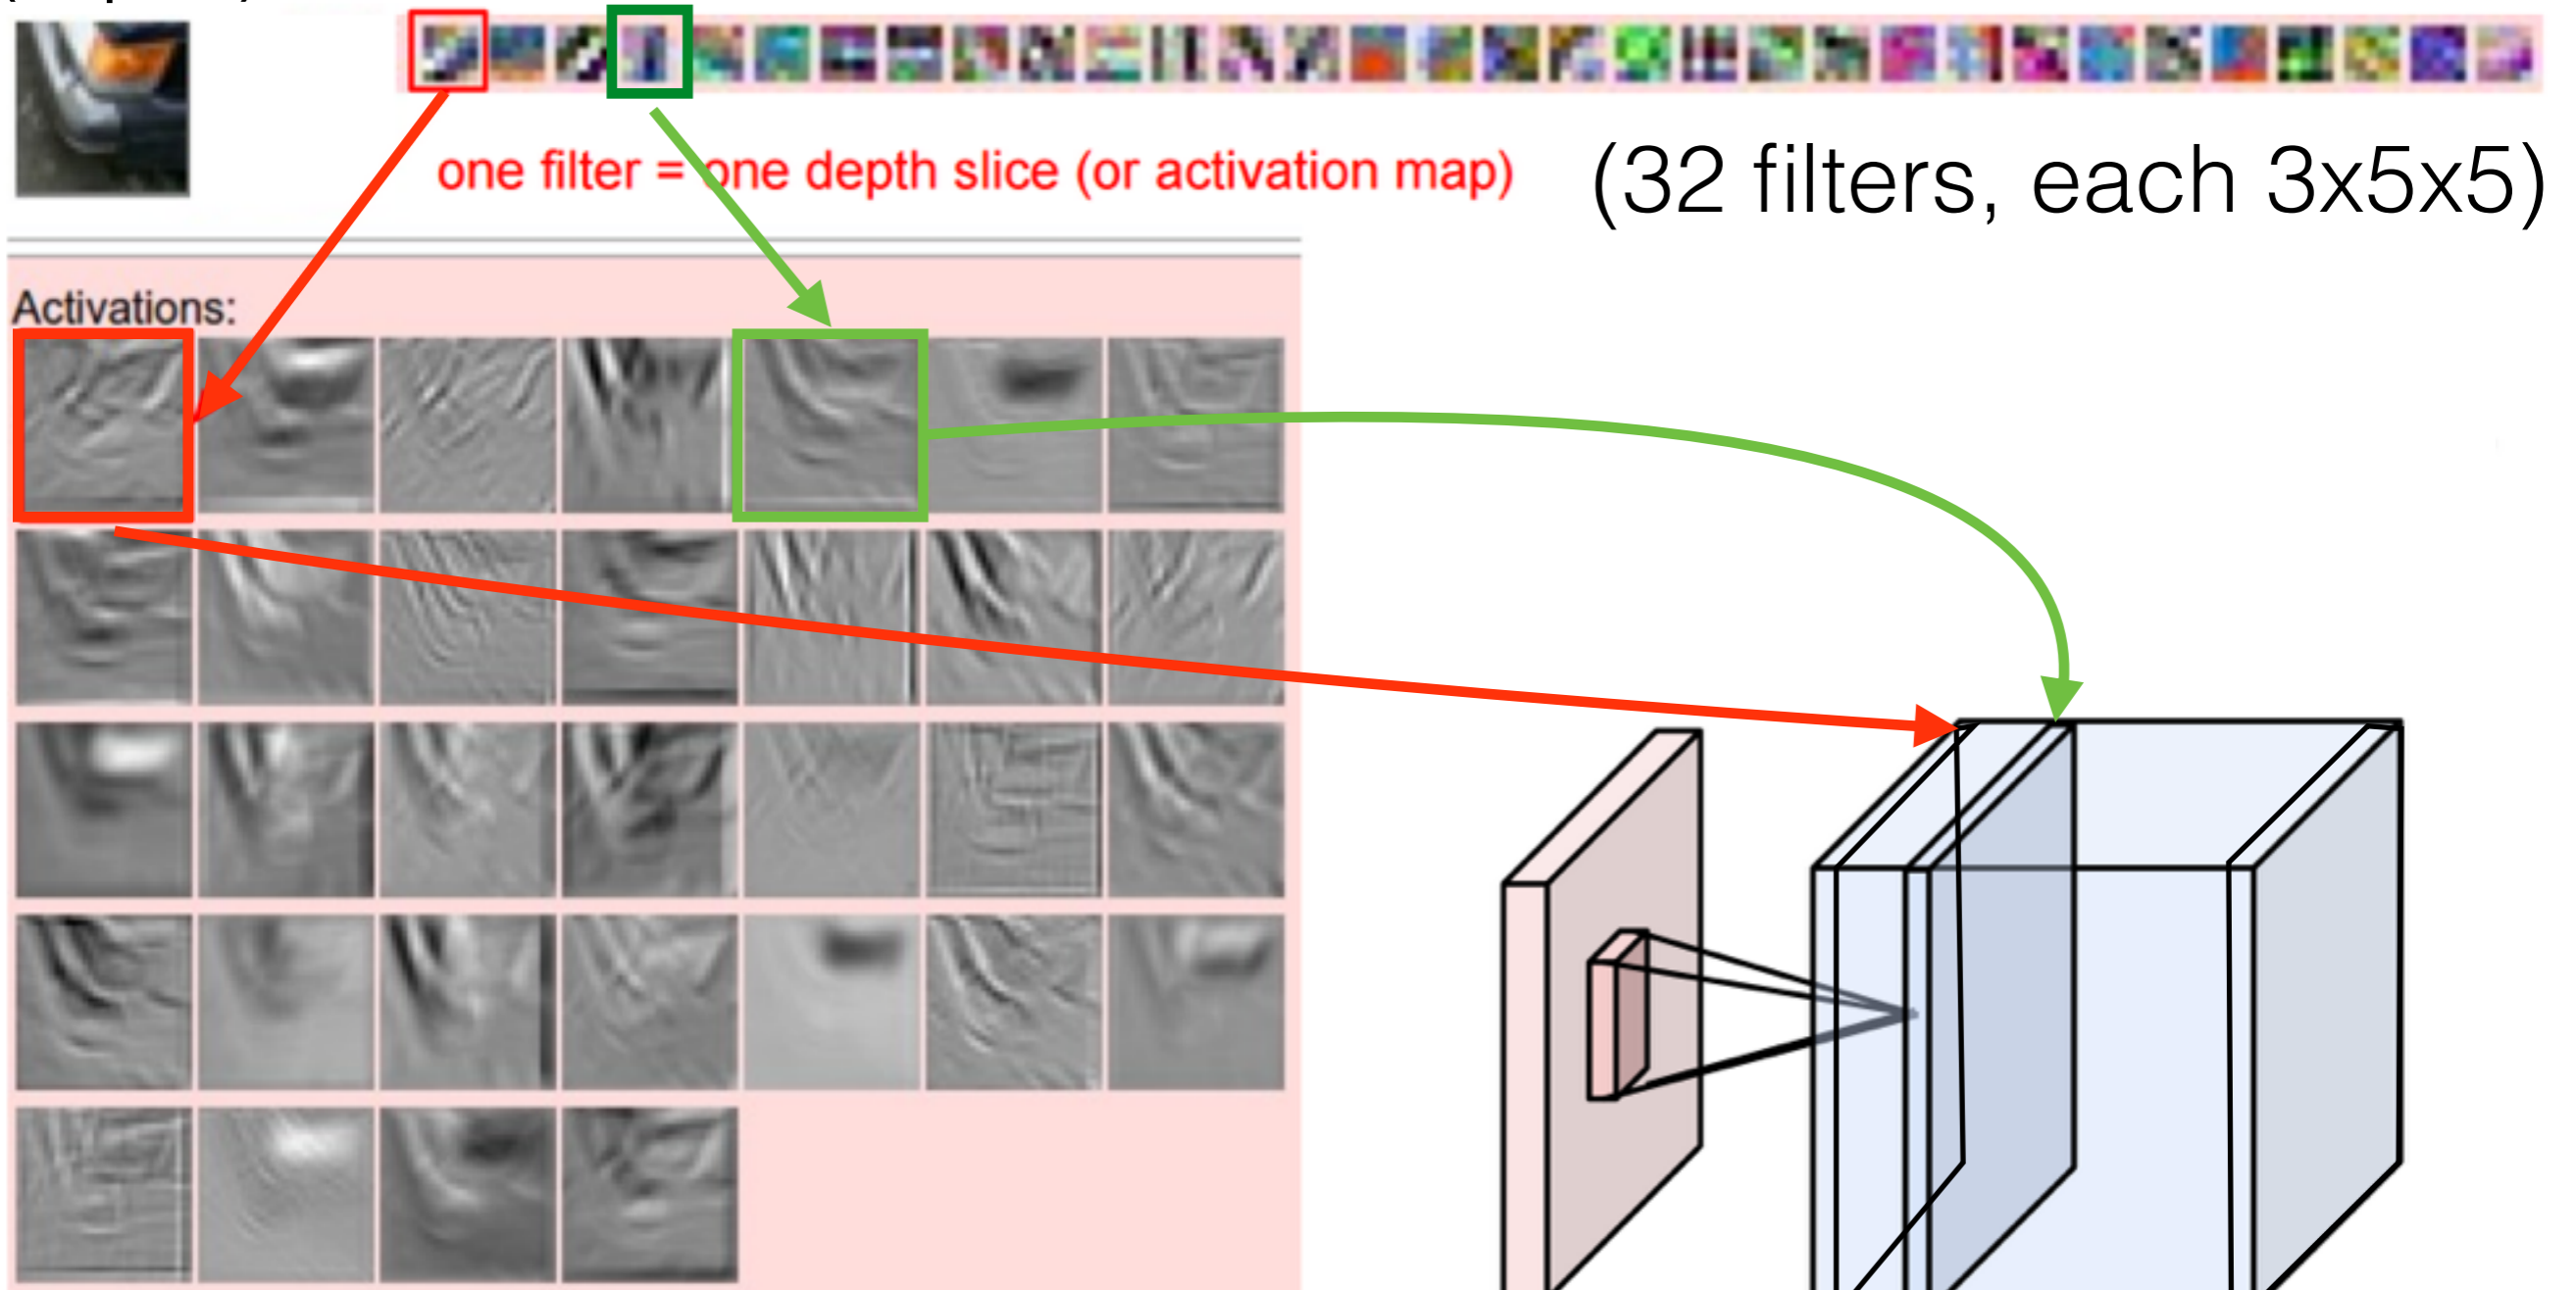 one filter = one depth slice (or activation map)
(32 filters, each 3x5x5)
Activations: